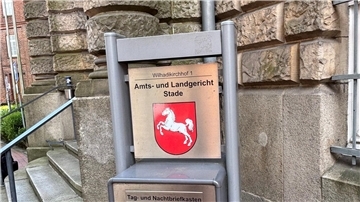 Wilhadikirchhof 1
Amts- und Landgericht
Stade
Tag- und Nachtbriefkasten